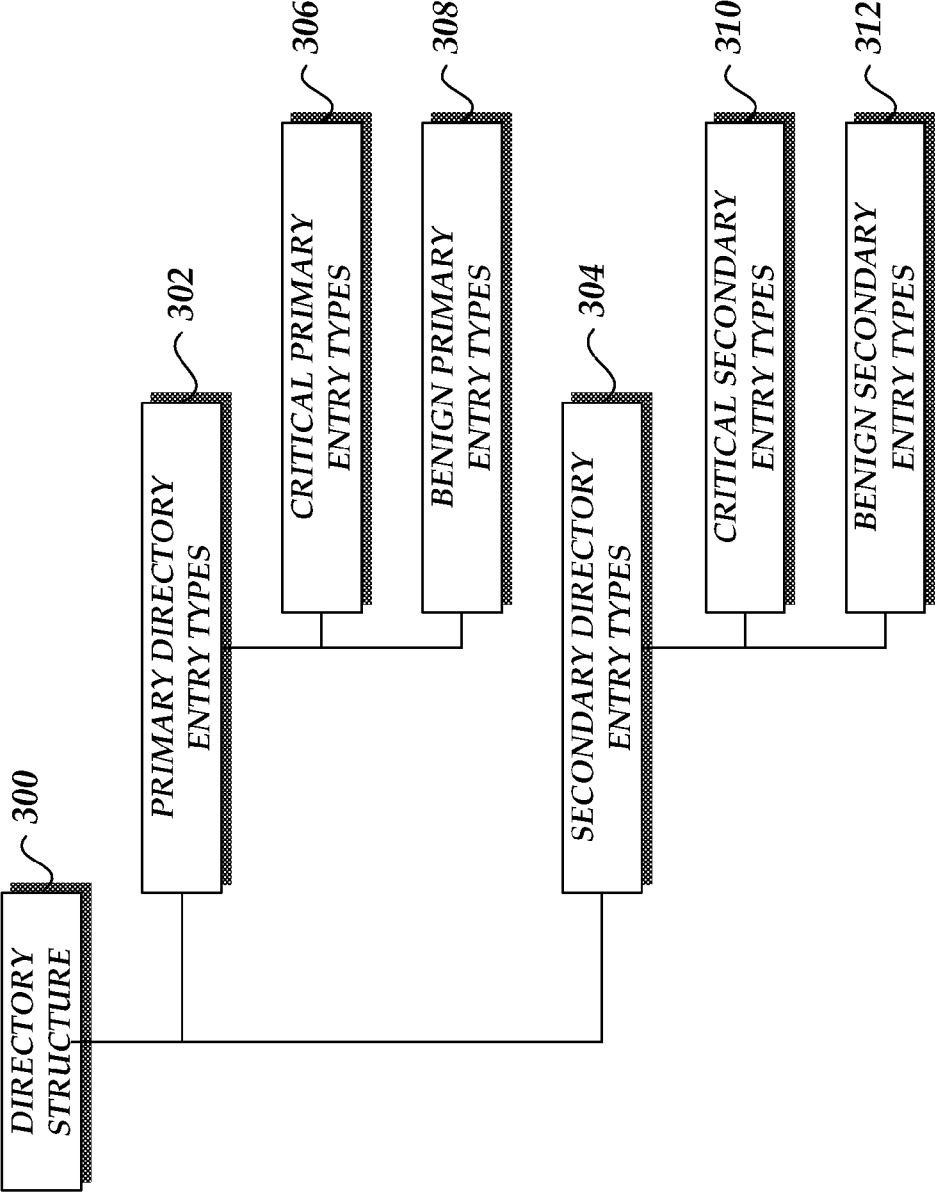 300
DIRECTORY
STRUCTURE
302
PRIMARY DIRECTORY
ENTRY TYPES
306
CRITICAL PRIMARY
ENTRY TYPES
308
BENIGN PRIMARY
ENTRY TYPES
304
SECONDARY DIRECTORY
ENTRY TYPES
310
CRITICAL SECONDARY
ENTRY TYPES
312
BENIGN SECONDARY
ENTRY TYPES